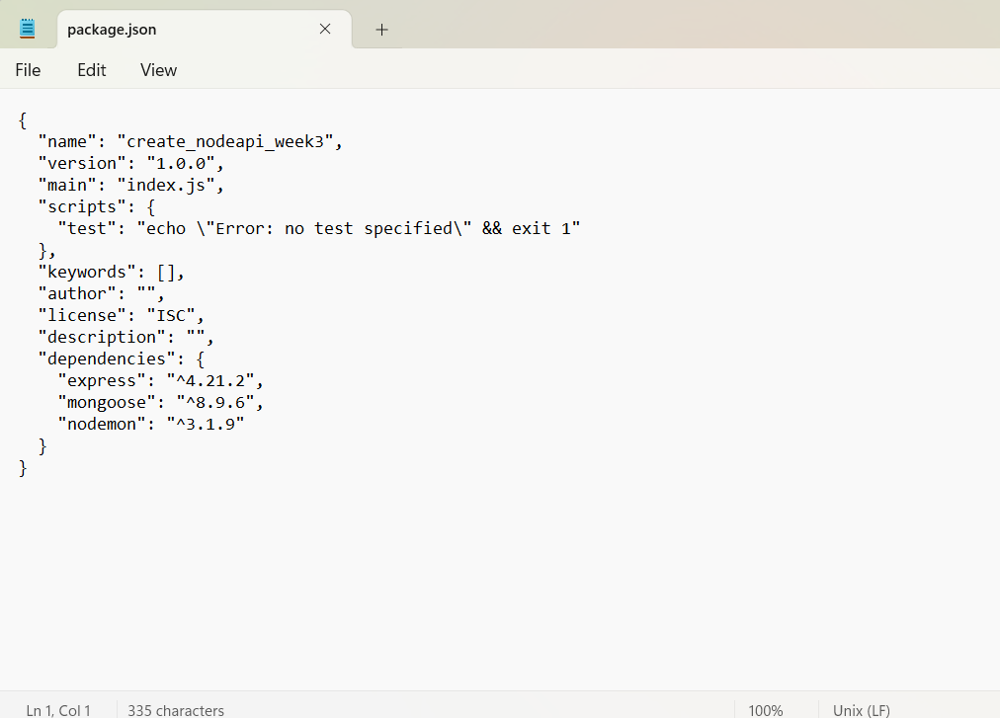 package.json
File Edit View
{
  "name": "create_nodeapi_week3",
  "version": "1.0.0",
  "main": "index.js",
  "scripts": {
    "test": "echo \"Error: no test specified\" && exit 1"
  },
  "keywords": [],
  "author": "",
  "license": "ISC",
  "description": "",
  "dependencies": {
    "express": "^4.21.2",
    "mongoose": "^8.9.6",
    "nodemon": "^3.1.9"
  }
}
Ln 1, Col 1 335 characters 100% Unix (LF)